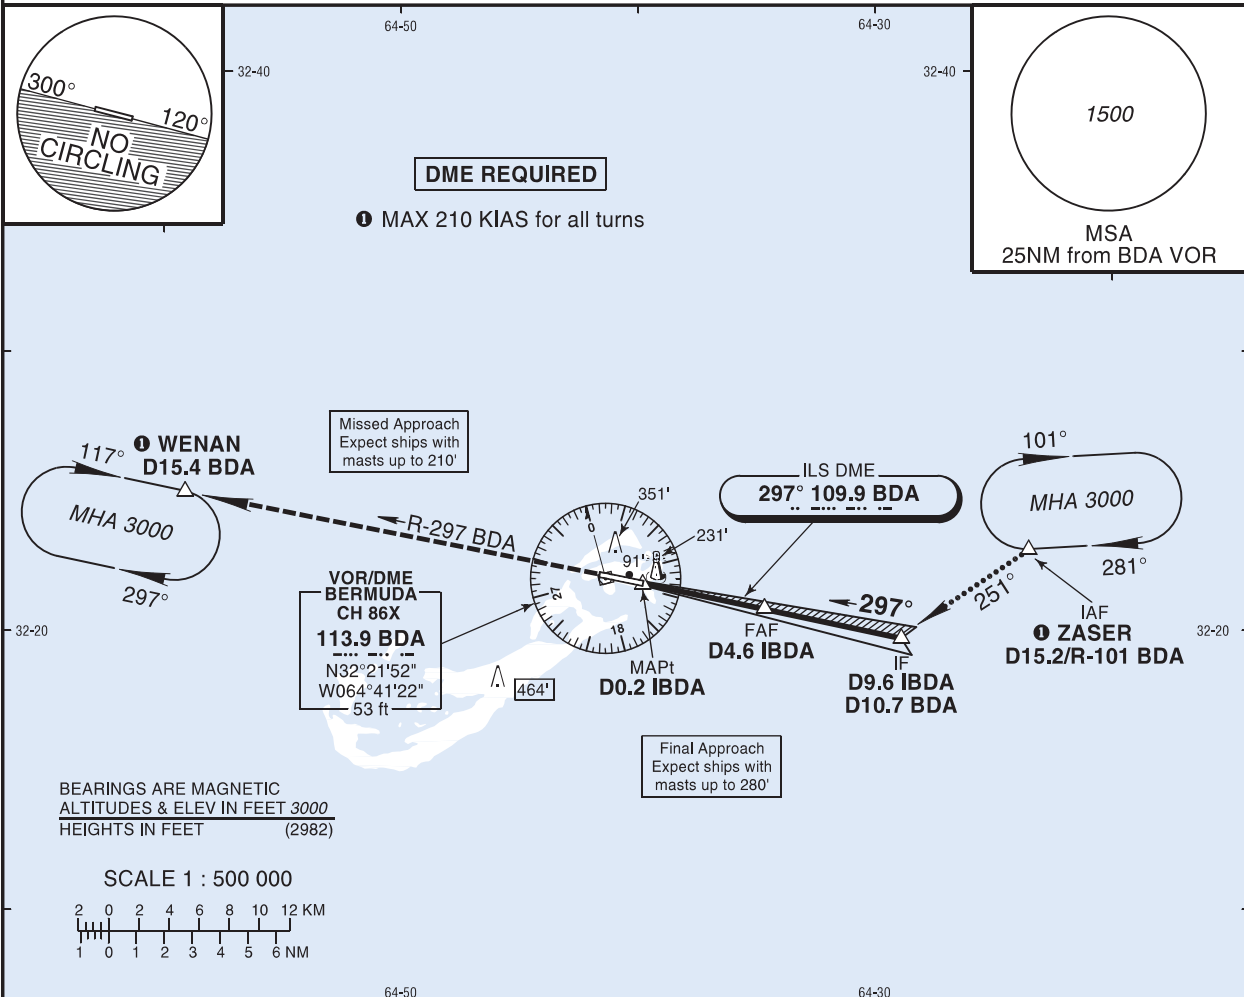 64-50
64-30
32-40
32-40
300°
120°
NO
CIRCLING
1500
MSA
25NM from BDA VOR
DME REQUIRED
❶ MAX 210 KIAS for all turns
Missed Approach
Expect ships with
masts up to 210'
117°
❶ WENAN
D15.4 BDA
MHA 3000
297°
R-297 BDA
351'
231'
91'
0
27
18
ILS DME
297° 109.9 BDA
101°
MHA 3000
281°
251°
IAF
❶ ZASER
D15.2/R-101 BDA
32-20
32-20
297°
FAF
D4.6 IBDA
IF
D9.6 IBDA
D10.7 BDA
MAPt
D0.2 IBDA
VOR/DME
BERMUDA
CH 86X
113.9 BDA
N32°21'52"
W064°41'22"
53 ft
464'
Final Approach
Expect ships with
masts up to 280'
BEARINGS ARE MAGNETIC
ALTITUDES & ELEV IN FEET 3000
HEIGHTS IN FEET (2982)
SCALE 1 : 500 000
2 0 2 4 6 8 10 12 KM
1 0 1 2 3 4 5 6 NM
64-50
64-30